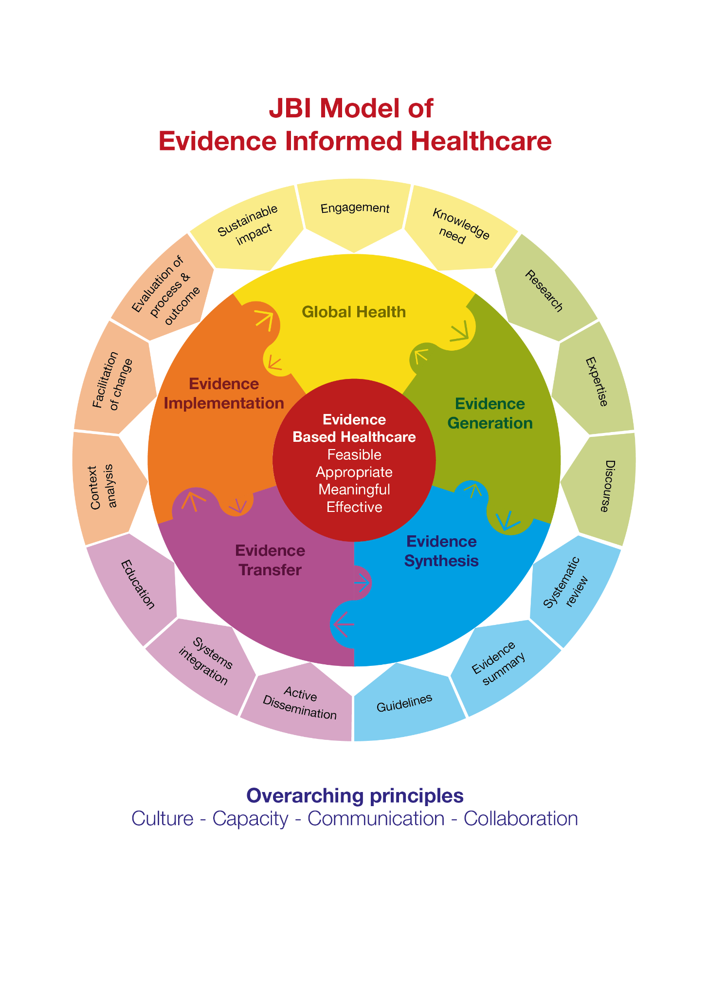 JBI Model of
Evidence Informed Healthcare
Sustainable
impact
Engagement
Knowledge
need
Research
Expertise
Discourse
Systematic
review
Evidence
summary
Guidelines
Active
Dissemination
Systems
integration
Education
Context
analysis
Facilitation
of change
Evaluation of
process &
outcome
Global Health
Evidence
Generation
Evidence
Synthesis
Evidence
Transfer
Evidence
Implementation
Evidence
Based Healthcare
Feasible
Appropriate
Meaningful
Effective
Overarching principles
Culture - Capacity - Communication - Collaboration